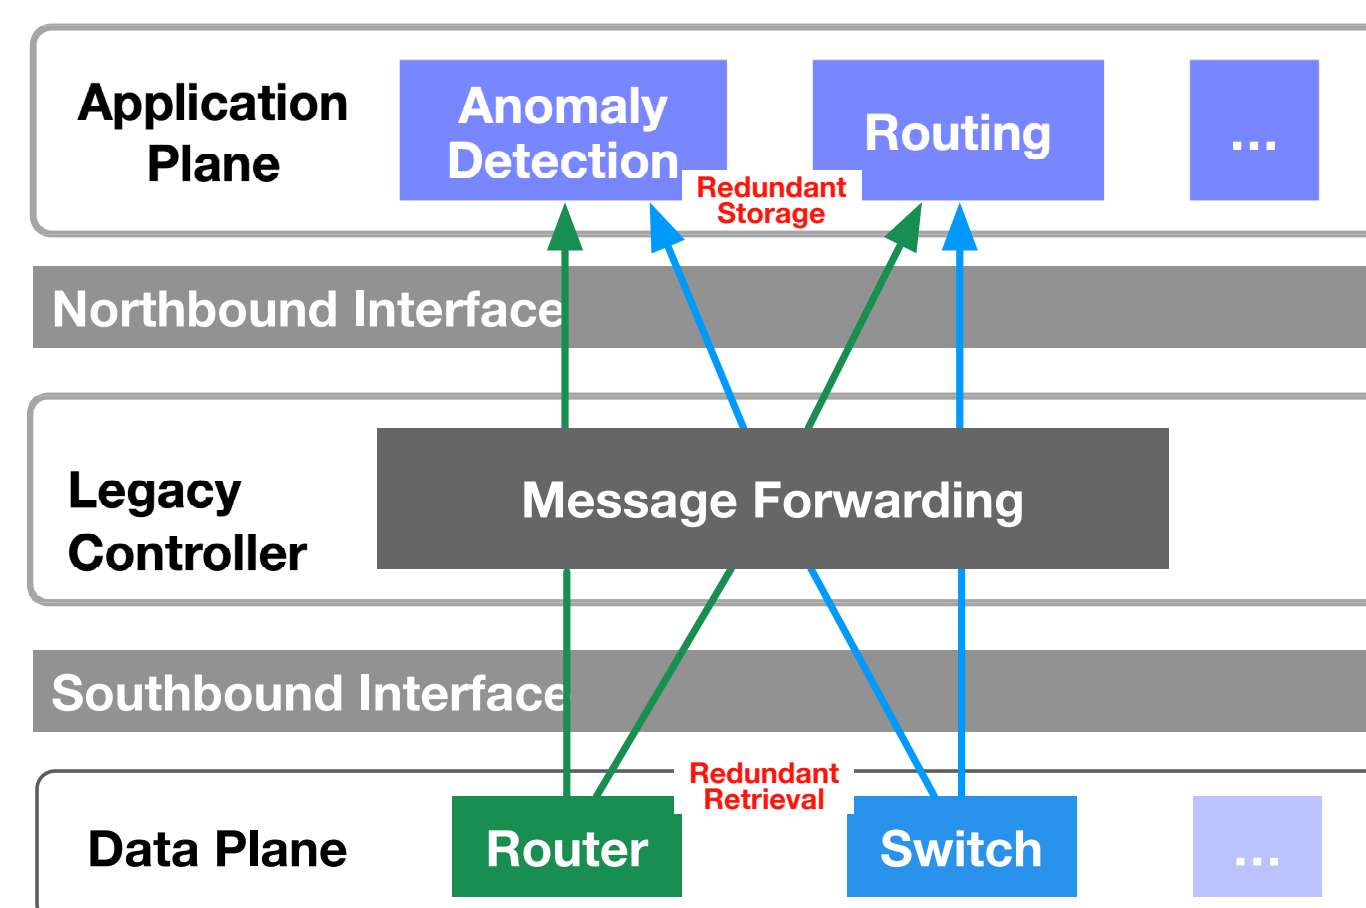 Application
Plane
Anomaly
Detection
Routing
...
Redundant
Storage
Northbound Interface
Legacy
Controller
Message Forwarding
Southbound Interface
Redundant
Retrieval
Data Plane
Router
Switch
...